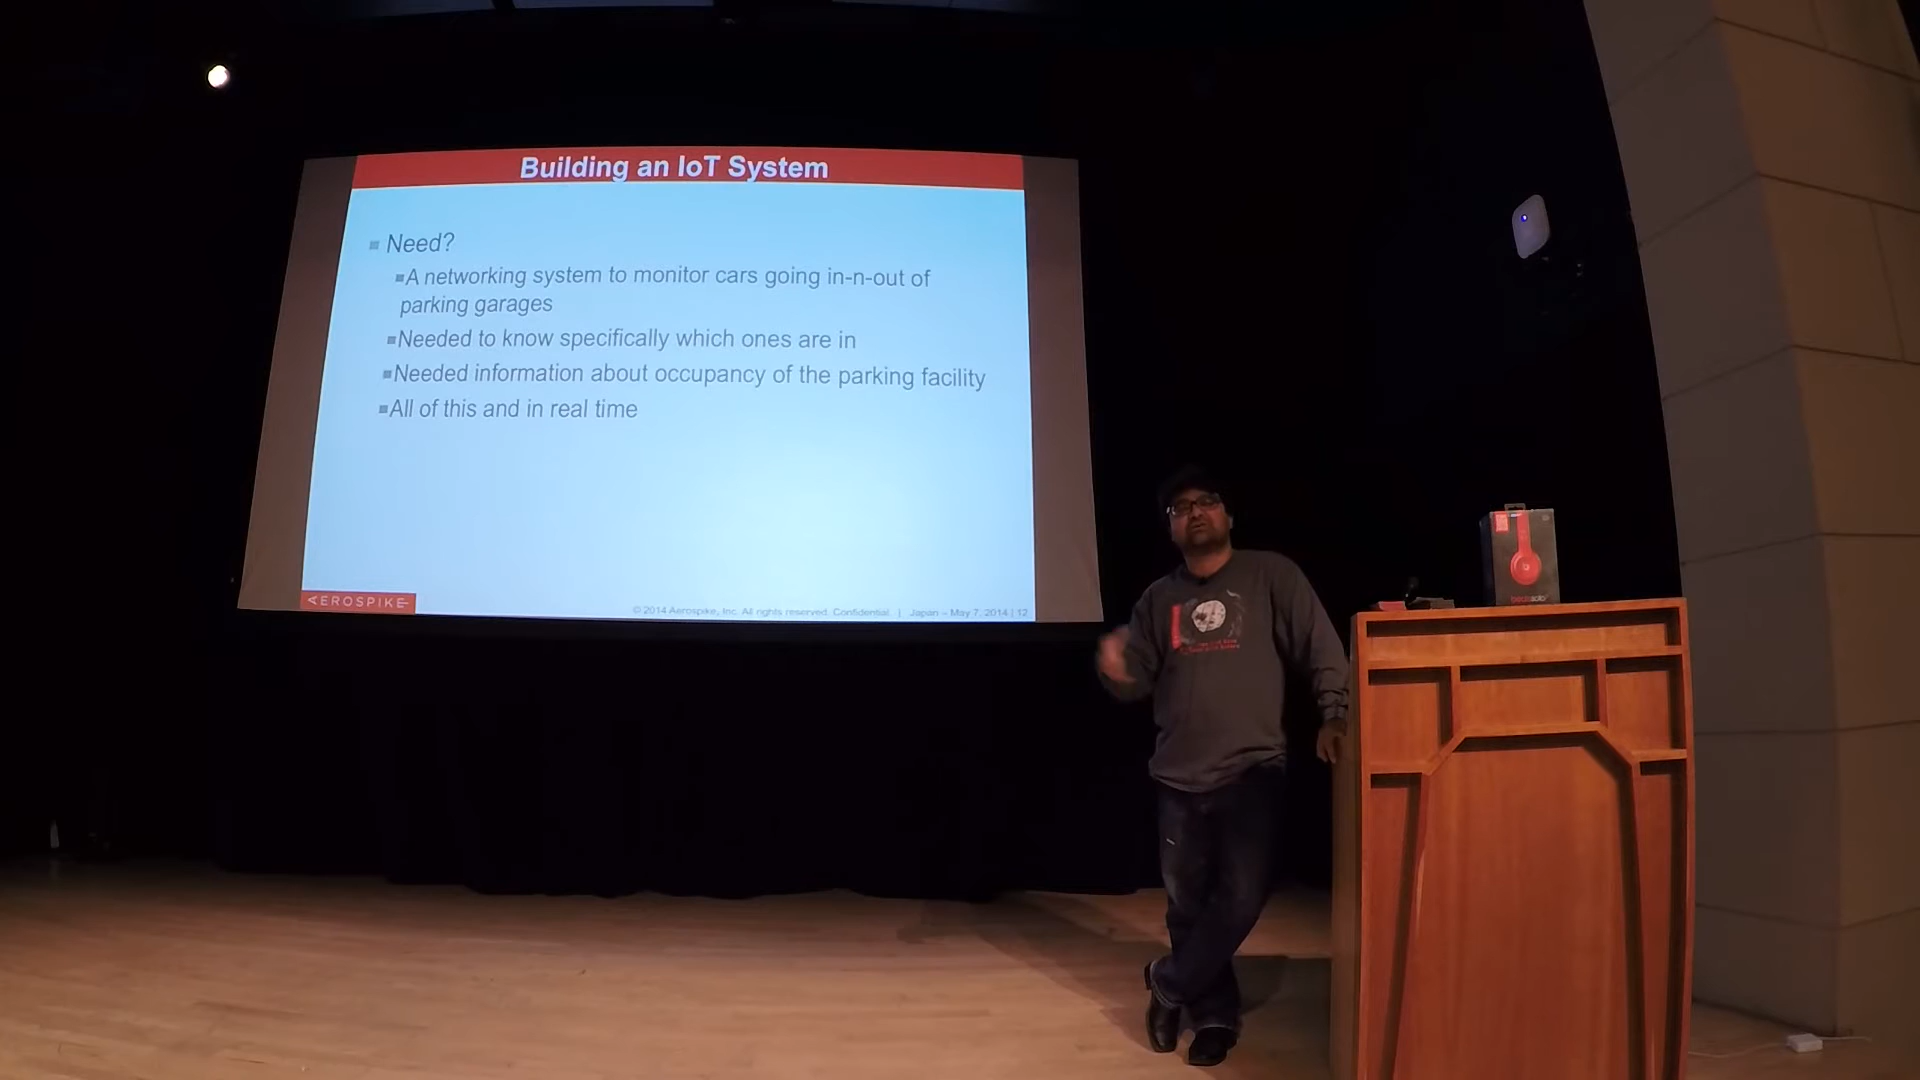 Building an IoT System
Need?
A networking system to monitor cars going in-n-out of
parking garages
Needed to know specifically which ones are in
Needed information about occupancy of the parking facility
All of this and in real time
AEROSPIKE
© 2014 Aerospike, Inc. All rights reserved. Confidential. | Japan – May 7, 2014 | 12
beats solo